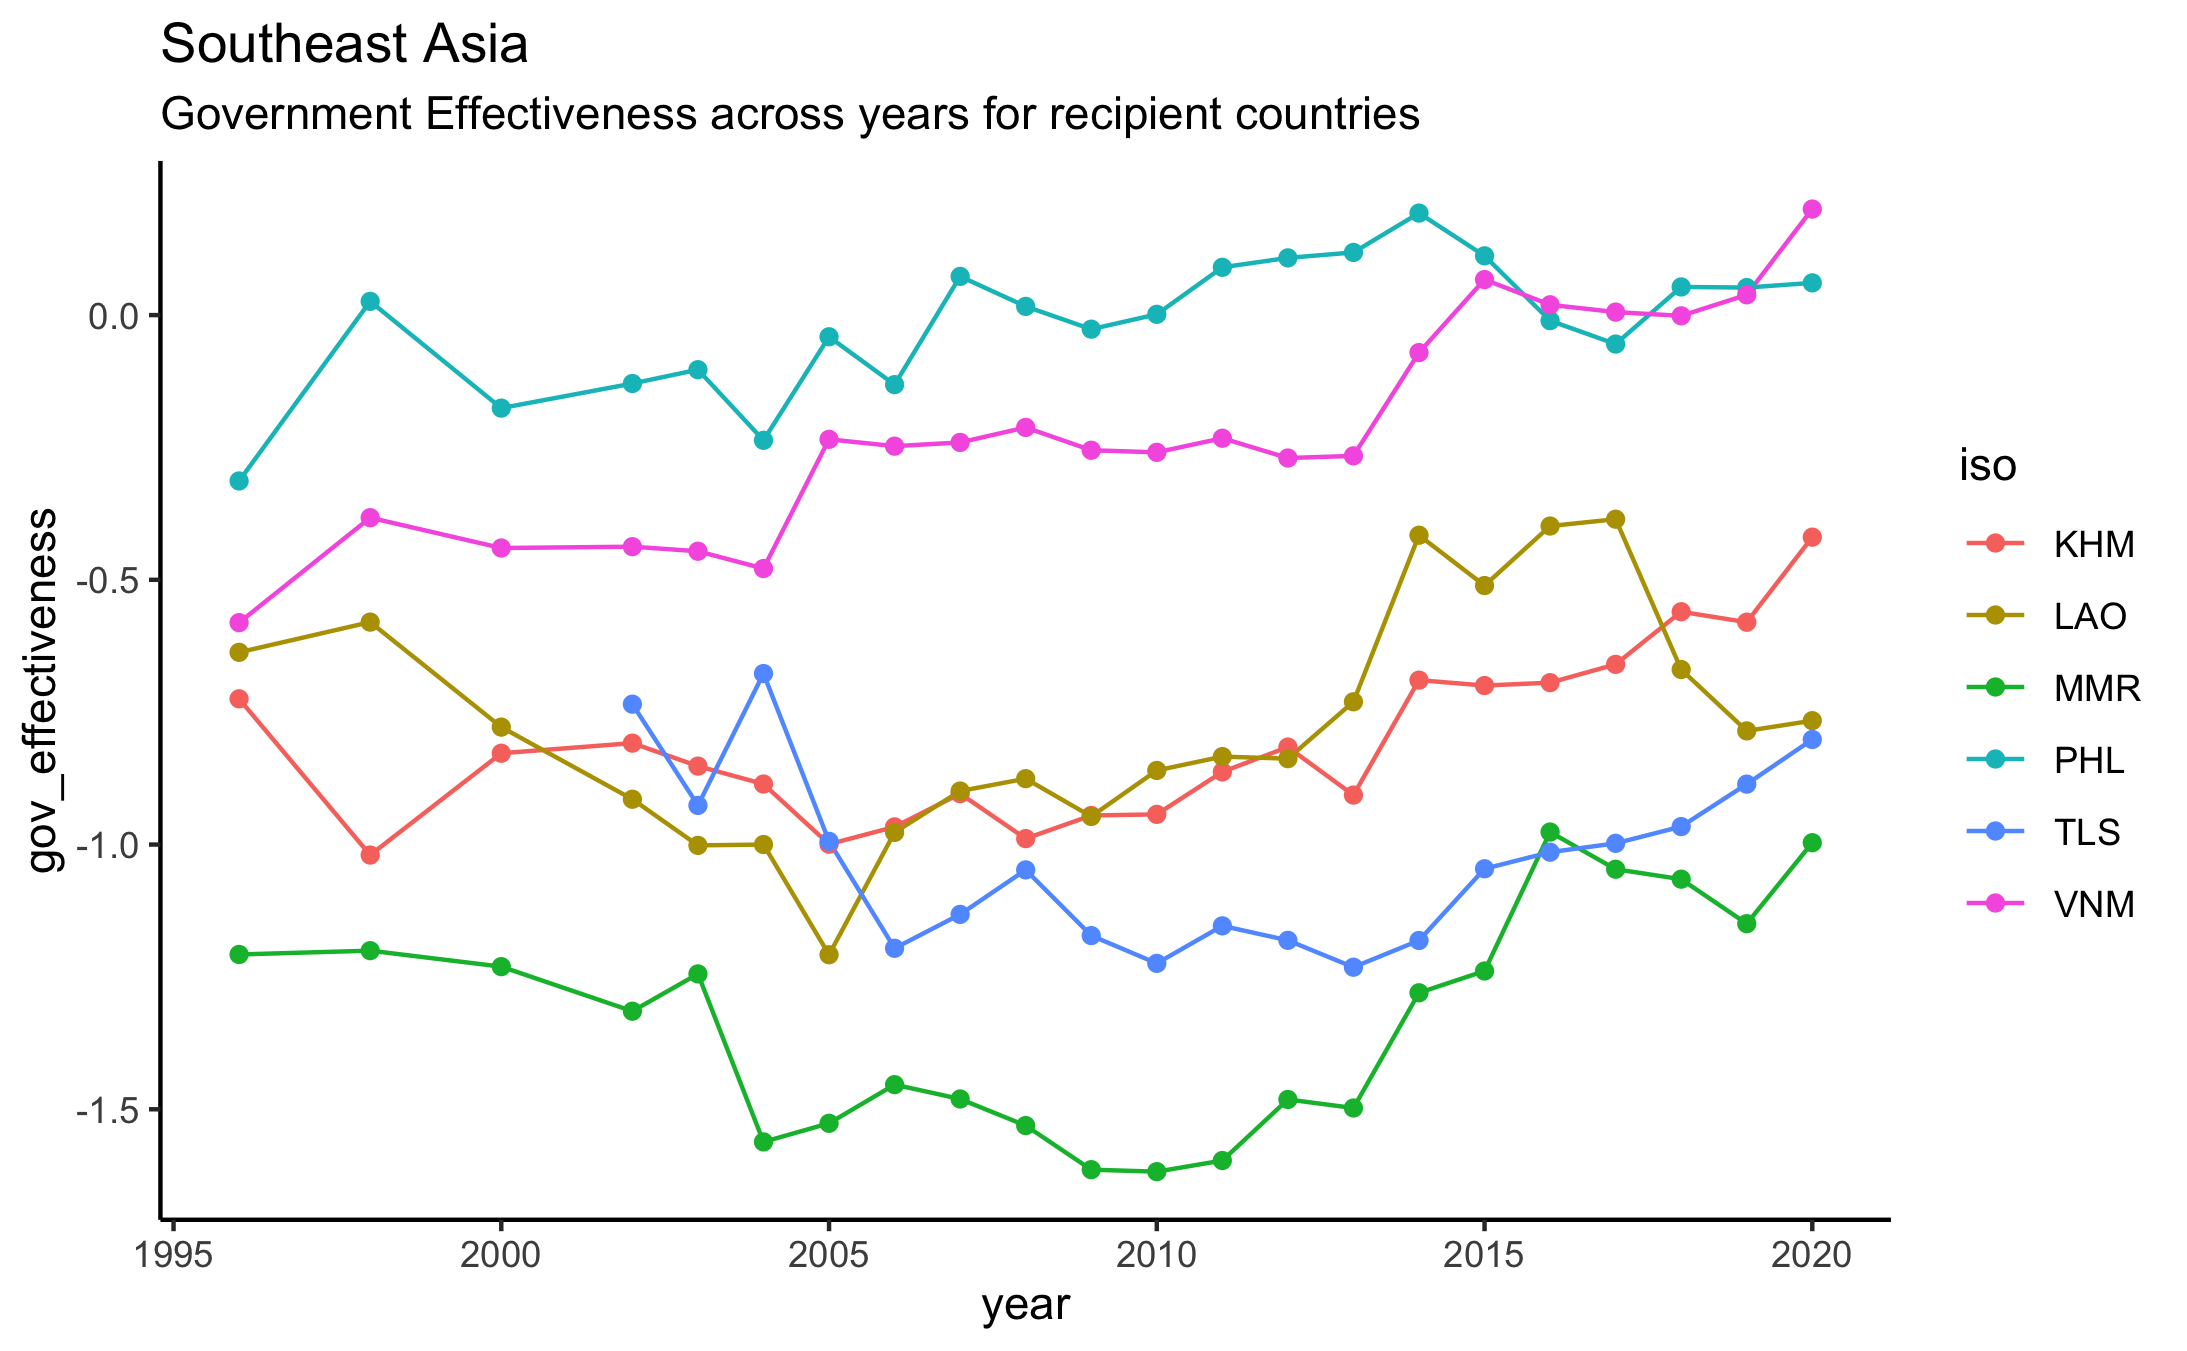 Southeast Asia
Government Effectiveness across years for recipient countries
gov_effectiveness
0.0
-0.5
-1.0
-1.5
1995 2000 2005 2010 2015 2020
year
iso
KHM
LAO
MMR
PHL
TLS
VNM